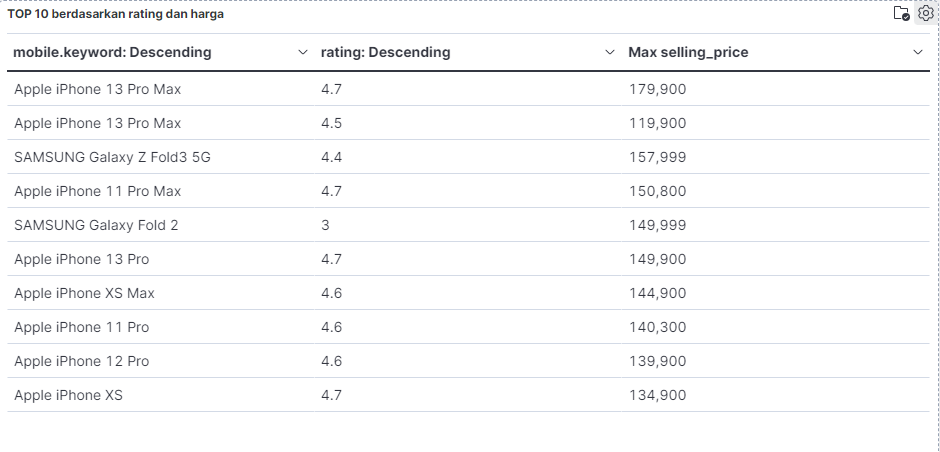 TOP 10 berdasarkan rating dan harga
mobile.keyword: Descending rating: Descending Max selling_price
Apple iPhone 13 Pro Max 4.7 179,900
Apple iPhone 13 Pro Max 4.5 119,900
SAMSUNG Galaxy Z Fold3 5G 4.4 157,999
Apple iPhone 11 Pro Max 4.7 150,800
SAMSUNG Galaxy Fold 2 3 149,999
Apple iPhone 13 Pro 4.7 149,900
Apple iPhone XS Max 4.6 144,900
Apple iPhone 11 Pro 4.6 140,300
Apple iPhone 12 Pro 4.6 139,900
Apple iPhone XS 4.7 134,900